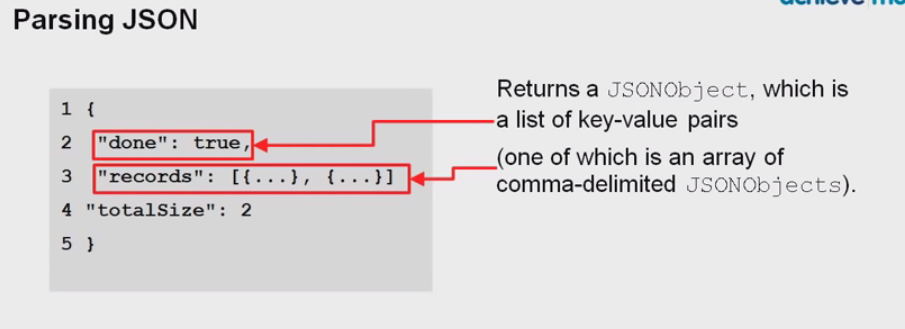 Parsing JSON
1 {
2 "done": true,
3 "records": [{...}, {...}]
4 "totalSize": 2
5 }
Returns a JSONObject, which is
a list of key-value pairs
(one of which is an array of
comma-delimited JSONObjects).